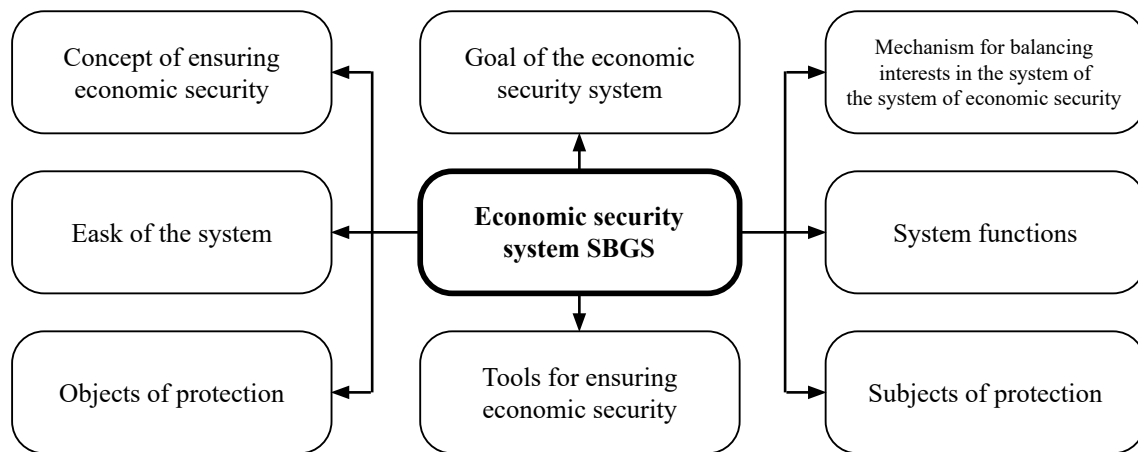 Concept of ensuring
economic security
Goal of the economic
security system
Mechanism for balancing
interests in the system of
the system of economic security
Eask of the system
Economic security
system SBGS
System functions
Objects of protection
Tools for ensuring
economic security
Subjects of protection